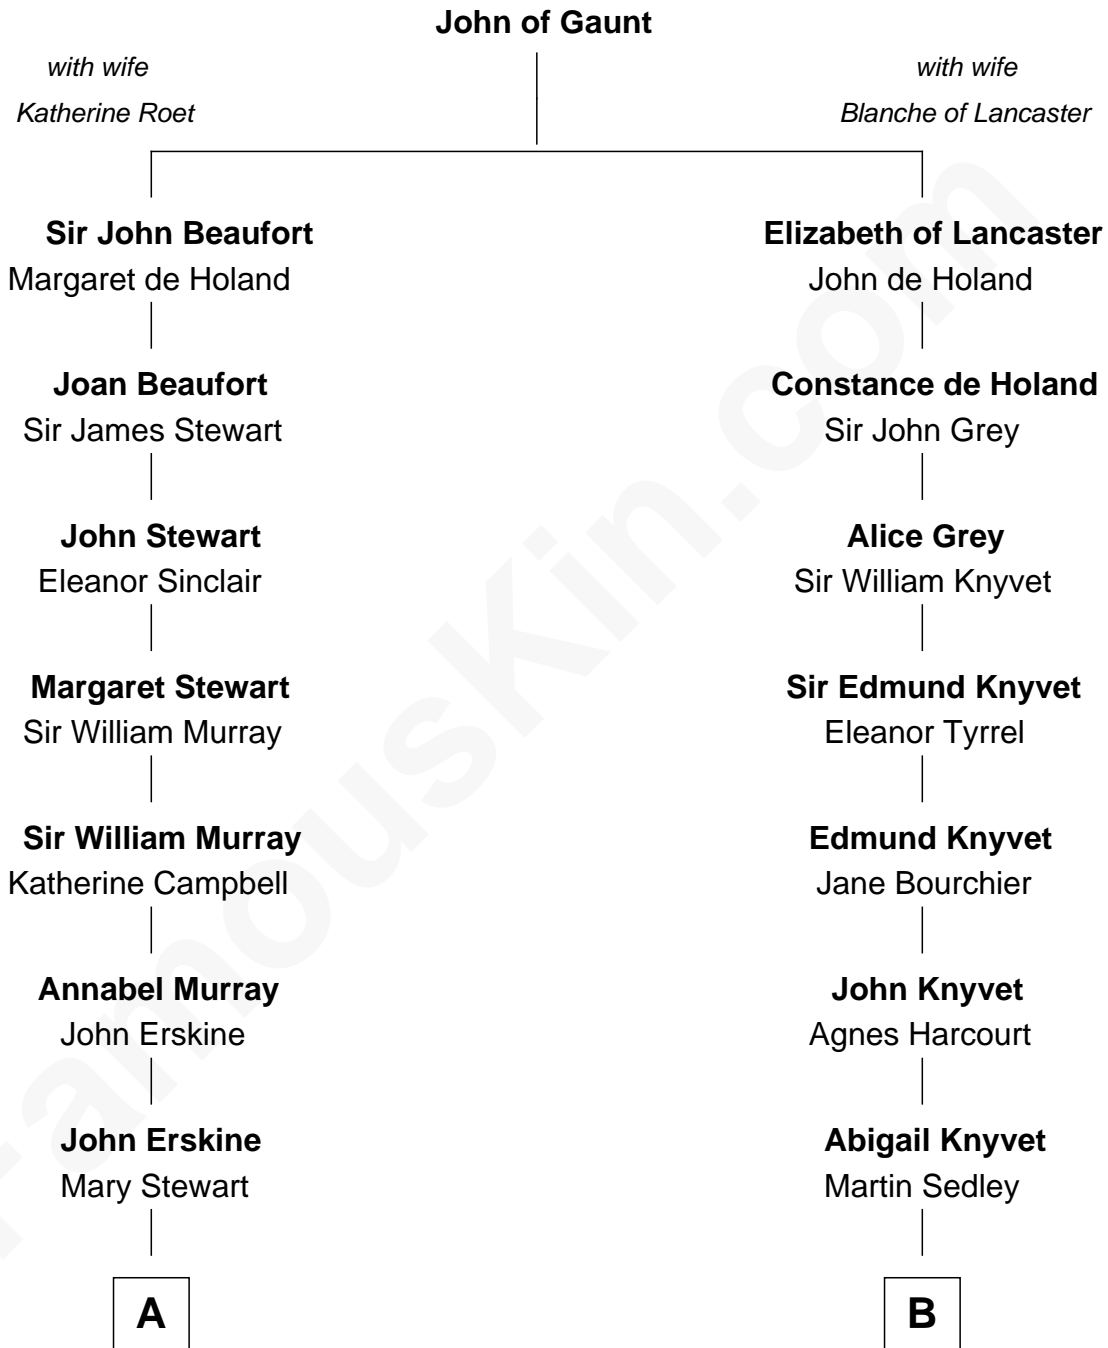 John of Gaunt
with wife
Katherine Roet
with wife
Blanche of Lancaster
Sir John Beaufort
Margaret de Holand
Joan Beaufort
Sir James Stewart
John Stewart
Eleanor Sinclair
Margaret Stewart
Sir William Murray
Sir William Murray
Katherine Campbell
Annabel Murray
John Erskine
John Erskine
Mary Stewart
A
Elizabeth of Lancaster
John de Holand
Constance de Holand
Sir John Grey
Alice Grey
Sir William Knyvet
Sir Edmund Knyvet
Eleanor Tyrrel
Edmund Knyvet
Jane Bourchier
John Knyvet
Agnes Harcourt
Abigail Knyvet
Martin Sedley
B
FamousKin.com